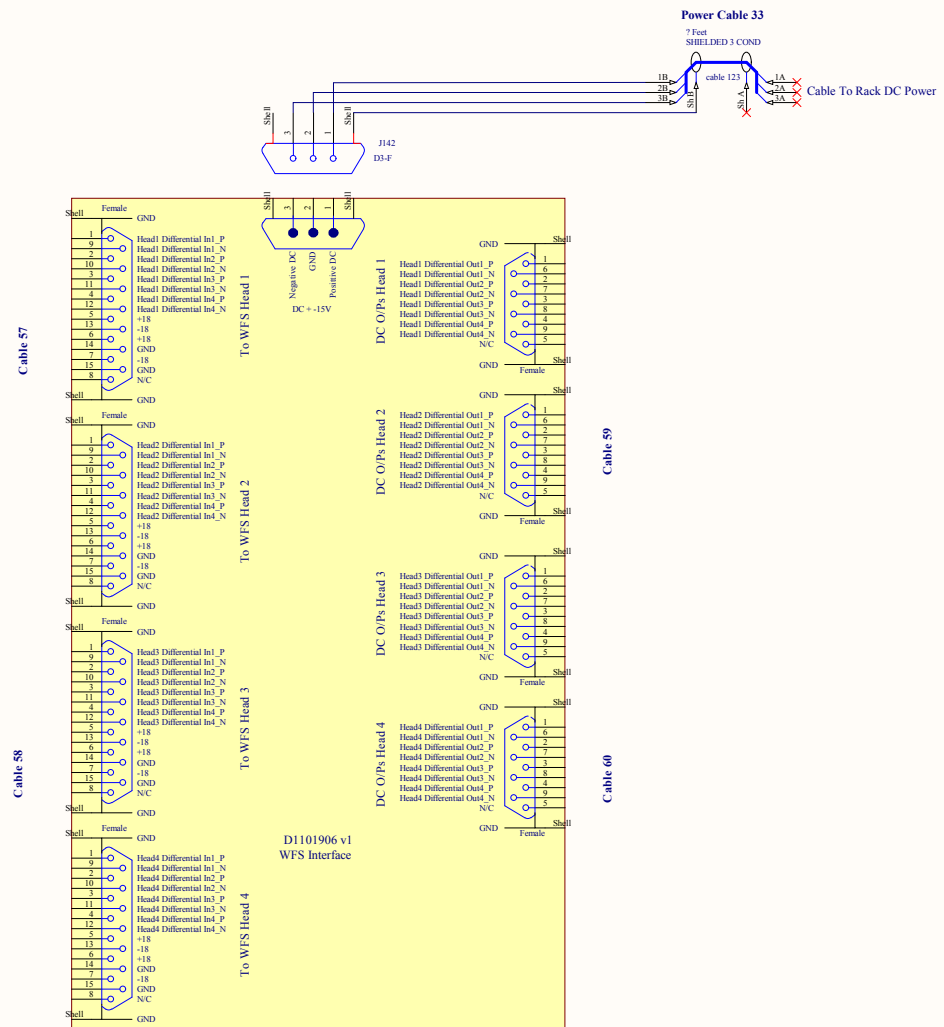 Power Cable 33
? Feet
SHIELDED 3 COND
cable 123
1B
2B
3B
Sh B
Sh A
1A
2A
3A
Cable To Rack DC Power
Shell
3
2
1
Shell
J142
D3-F
Shell
3
2
1
Shell
Negative DC
GND
Possitive DC
DC + -15V
Cable 57
Shell
Female
GND
1 Head1 Differential In1_P
9 Head1 Differential In1_N
2 Head1 Differential In2_P
10 Head1 Differential In2_N
3 Head1 Differential In3_P
11 Head1 Differential In3_N
4 Head1 Differential In4_P
12 Head1 Differential In4_N
5 +18
13 -18
6 +18
14 GND
7 -18
15 GND
8 N/C
Shell
GND
To WFS Head 1
Shell
Female
GND
1 Head2 Differential In1_P
9 Head2 Differential In1_N
2 Head2 Differential In2_P
10 Head2 Differential In2_N
3 Head2 Differential In3_P
11 Head2 Differential In3_N
4 Head2 Differential In4_P
12 Head2 Differential In4_N
5 +18
13 -18
6 +18
14 GND
7 -18
15 GND
8 N/C
Shell
GND
To WFS Head 2
Cable 58
Shell
Female
GND
1 Head3 Differential In1_P
9 Head3 Differential In1_N
2 Head3 Differential In2_P
10 Head3 Differential In2_N
3 Head3 Differential In3_P
11 Head3 Differential In3_N
4 Head3 Differential In4_P
12 Head3 Differential In4_N
5 +18
13 -18
6 +18
14 GND
7 -18
15 GND
8 N/C
Shell
GND
To WFS Head 3
Shell
Female
GND
1 Head4 Differential In1_P
9 Head4 Differential In1_N
2 Head4 Differential In2_P
10 Head4 Differential In2_N
3 Head4 Differential In3_P
11 Head4 Differential In3_N
4 Head4 Differential In4_P
12 Head4 Differential In4_N
5 +18
13 -18
6 +18
14 GND
7 -18
15 GND
8 N/C
Shell
GND
To WFS Head 4
DC O/Ps Head 1
GND
Shell
Head1 Differential Out1_P 1
Head1 Differential Out1_N 6
Head1 Differential Out2_P 2
Head1 Differential Out2_N 7
Head1 Differential Out3_P 3
Head1 Differential Out3_N 8
Head1 Differential Out4_P 4
Head1 Differential Out4_N 9
N/C 5
GND
Shell
Female
DC O/Ps Head 2
GND
Shell
Head2 Differential Out1_P 1
Head2 Differential Out1_N 6
Head2 Differential Out2_P 2
Head2 Differential Out2_N 7
Head2 Differential Out3_P 3
Head2 Differential Out3_N 8
Head2 Differential Out4_P 4
Head2 Differential Out4_N 9
N/C 5
GND
Shell
Female
Cable 59
DC O/Ps Head 3
GND
Shell
Head3 Differential Out1_P 1
Head3 Differential Out1_N 6
Head3 Differential Out2_P 2
Head3 Differential Out2_N 7
Head3 Differential Out3_P 3
Head3 Differential Out3_N 8
Head3 Differential Out4_P 4
Head3 Differential Out4_N 9
N/C 5
GND
Shell
Female
DC O/Ps Head 4
GND
Shell
Head4 Differential Out1_P 1
Head4 Differential Out1_N 6
Head4 Differential Out2_P 2
Head4 Differential Out2_N 7
Head4 Differential Out3_P 3
Head4 Differential Out3_N 8
Head4 Differential Out4_P 4
Head4 Differential Out4_N 9
N/C 5
GND
Shell
Female
Cable 60
D1101906 v1
WFS Interface